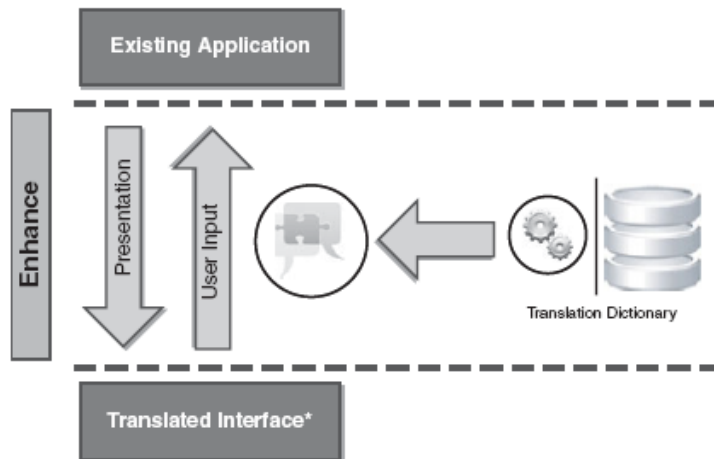 Existing Application
Enhance
Presentation
User Input
Translation Dictionary
Translated Interface*